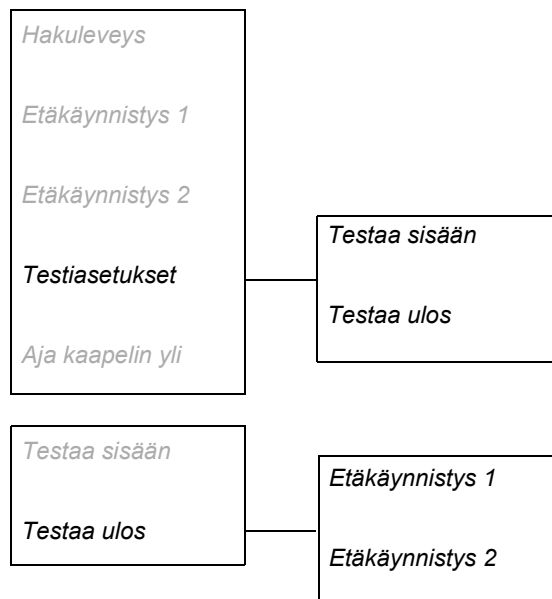 Hakuleveys
Etäkäynnistys 1
Etäkäynnistys 2
Testiasetukset
Aja kaapelin yli
Testaa sisään
Testaa ulos
Testaa sisään
Testaa ulos
Etäkäynnistys 1
Etäkäynnistys 2